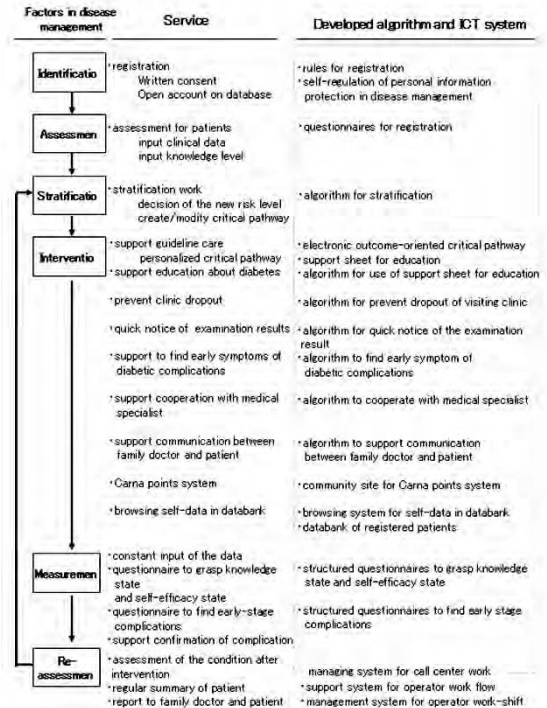 Factors in disease
management
Service
Developed algorithm and ICT system
Identificatio
・registration
Written consent
Open account on database
・rules for registration
・self-regulation of personal information
protection in disease management
Assessmen
・assessment for patients
input clinical data
input knowledge level
・questionnaires for registration
Stratificatio
・stratification work
decision of the new risk level
create/modity critical pathway
・algorithm for stratification
Interventio
・support guideline care
personalized critical pathway
・support education about diabetes
・electronic outcome-oriented critical pathway
・support sheet for education
・algorithm for use of support sheet for education
・prevent clinic dropout
・algorithm for prevent dropout of visiting clinic
・quick notice of examination results
・algorithm for quick notice of the examination
result
・support to find early symptoms of
diabetic complications
・algorithm to find early symptom of
diabetic complications
・support cooperation with medical
specialist
・algorithm to cooperate with medical specialist
・support communication between
family doctor and patient
・algorithm to support communication
between family doctor and patient
・Carna points system
・community site for Carna points system
・browsing self-data in databank
・browsing system for self-data in databank
・databank of registered patients
Measuremen
・constant input of the data
・questionnaire to grasp knowledge
state
and self-efficacy state
・questionnaire to find early-stage
complications
・support confirmation of complication
・structured questionnaires to grasp knowledge
state and self-efficacy state
・structured questionnaires to find early stage
complications
Re-
assessmen
・assessment of the condition after
intervention
・regular summary of patient
・report to family doctor and patient
managing system for call center work
・support system for operator work flow
・management system for operator work-shift